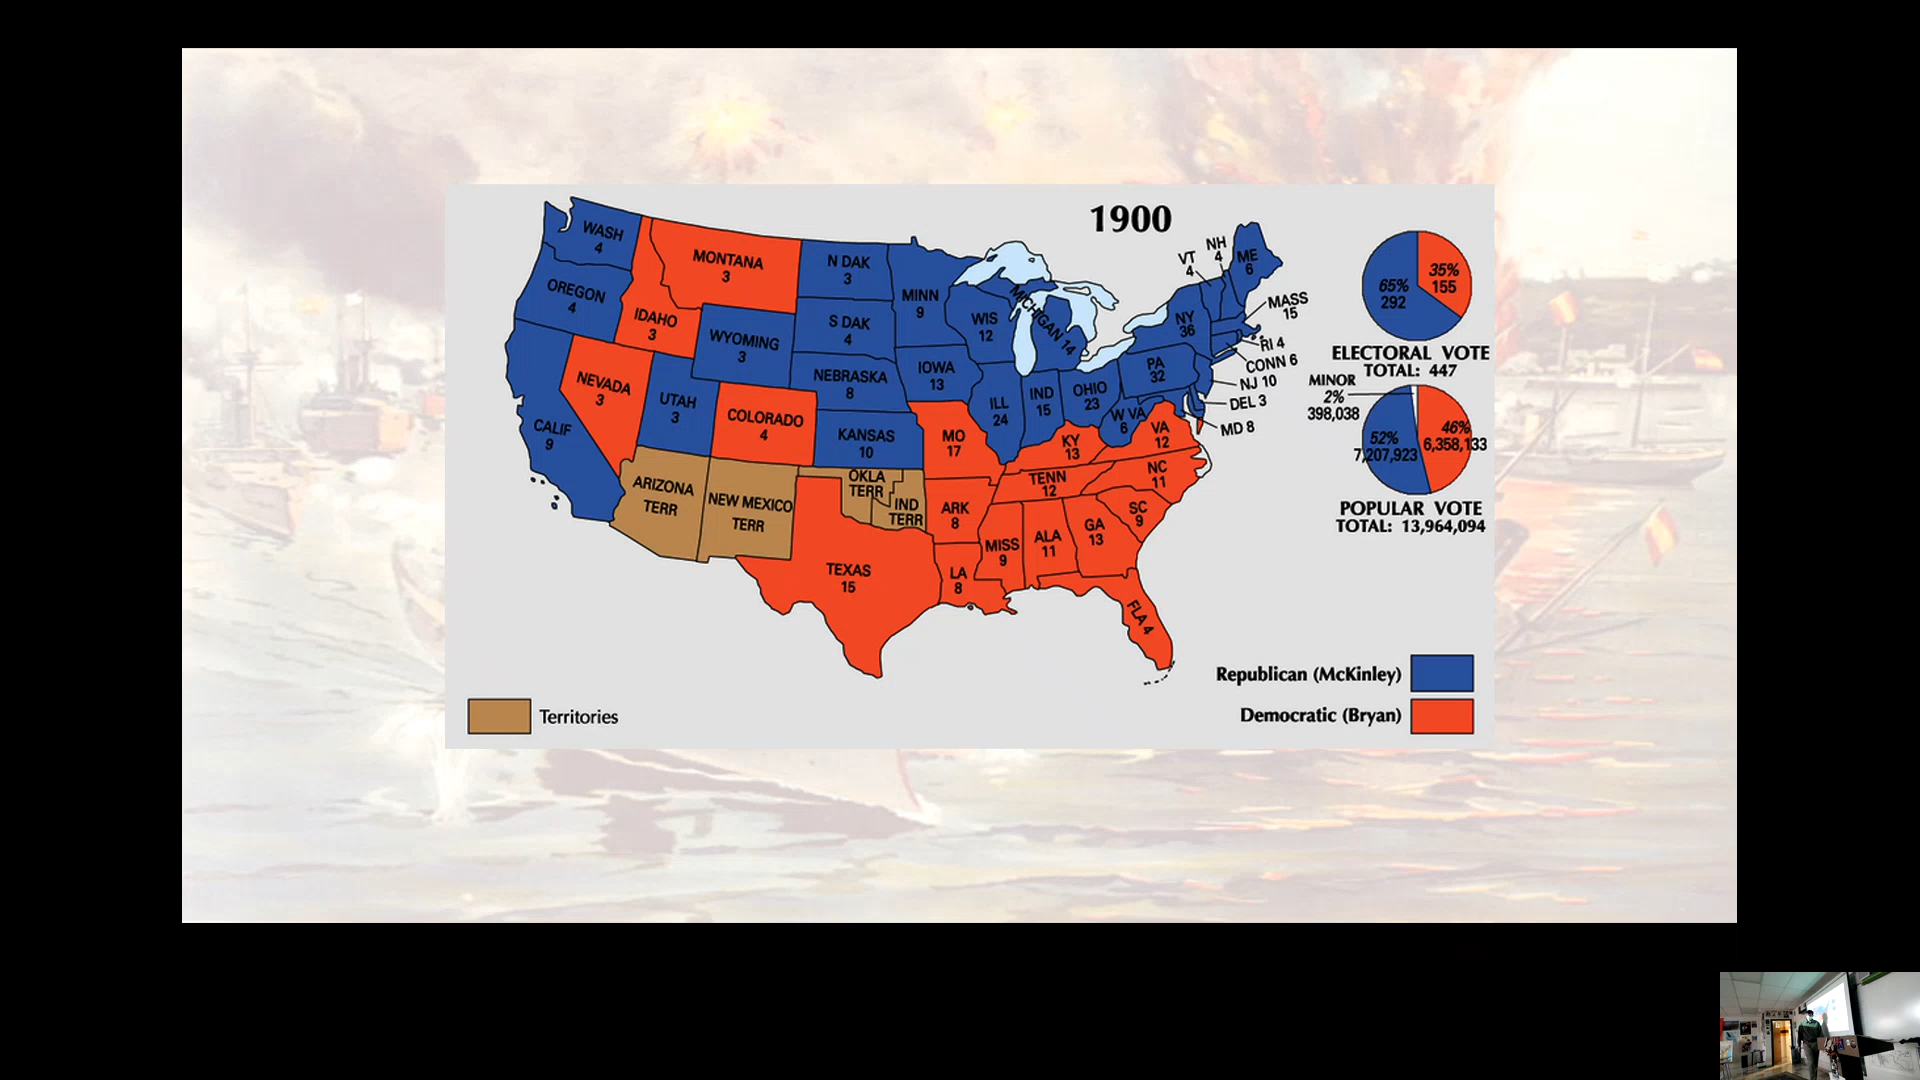 1900
WASH
4
OREGON
4
CALIF
9
IDAHO
3
NEVADA
3
MONTANA
3
WYOMING
3
UTAH
3
COLORADO
4
ARIZONA
TERR
NEW MEXICO
TERR
N DAK
3
S DAK
4
NEBRASKA
8
KANSAS
10
OKLA
TERR
IND
TERR
TEXAS
15
MINN
9
IOWA
13
MO
17
ARK
8
LA
8
WIS
12
ILL
24
MICHIGAN 14
IND
15
OHIO
23
KY
13
TENN
12
MISS
9
ALA
11
GA
13
FLA 4
SC
9
NC
11
VA
12
W VA
6
PA
32
NY
36
VT
4
NH
4
ME
6
MASS
15
RI 4
CONN 6
NJ 10
DEL 3
MD 8
65%
292
35%
155
ELECTORAL VOTE
TOTAL: 447
MINOR
2%
398,038
52%
7,207,923
46%
6,358,133
POPULAR VOTE
TOTAL: 13,964,094
Republican (McKinley)
Democratic (Bryan)
Territories